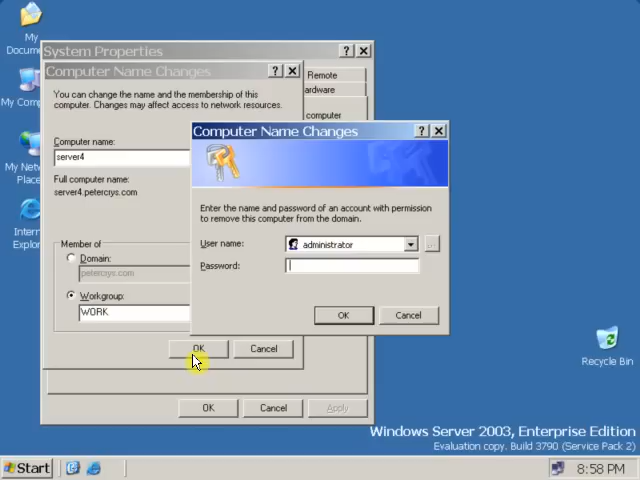 My
Docum
My Comp
My Net
Place
Intern
Explor
System Properties
Remote
ardware
computer
Computer Name Changes
You can change the name and the membership of this
computer. Changes may affect access to network resources.
Computer name:
server4
Full computer name:
server4.petercys.com
Member of
Domain:
petercys.com
Workgroup:
WORK
OK
Cancel
OK
Cancel
Apply
Computer Name Changes
Enter the name and password of an account with permission
to remove this computer from the domain.
User name:
administrator
Password:
OK
Cancel
Recycle Bin
Windows Server 2003, Enterprise Edition
Evaluation copy. Build 3790 (Service Pack 2)
Start
8:58 PM